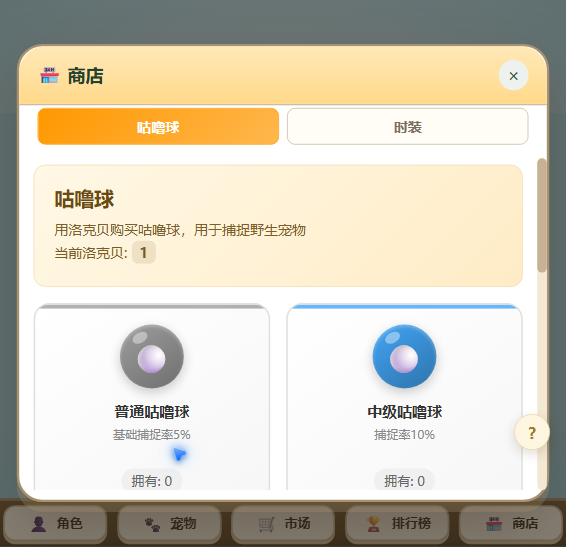 商店
×
咕噜球
时装
咕噜球
用洛克贝购买咕噜球，用于捕捉野生宠物
当前洛克贝: 1
普通咕噜球
中级咕噜球
基础捕捉率5%
捕捉率10%
拥有: 0
拥有: 0
?
角色
宠物
市场
排行榜
商店